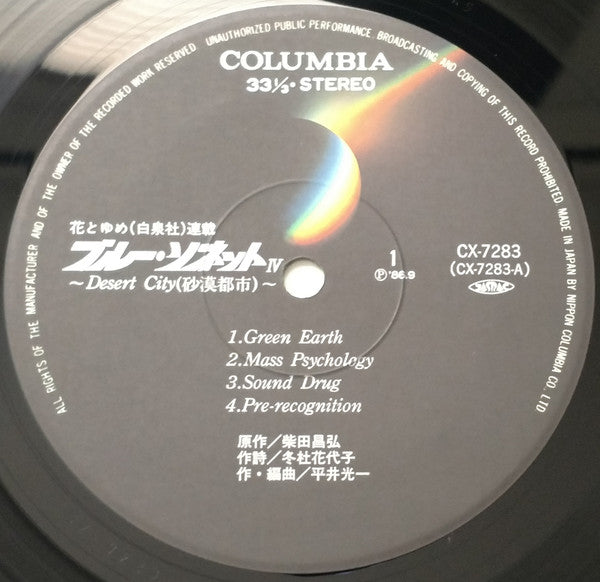 ALL RIGHTS OF THE MANUFACTURER AND OF THE OWNER OF THE RECORDED WORK RESERVED UNAUTHORIZED PUBLIC PERFORMANCE, BROADCASTING AND COPYING OF THIS RECORD PROHIBITED MADE IN JAPAN BY NIPPON COLUMBIA CO. LTD
COLUMBIA
33⅓・STEREO
花とゆめ(白泉社)連載
ブルー・ソネットIV
～Desert City(砂漠都市)～
1
Ⓟ'86.9
CX-7283
(CX-7283-A)
1.Green Earth
2.Mass Psychology
3.Sound Drug
4.Pre-recognition
原作/柴田昌弘
作詩/冬杜花代子
作・編曲/平井光一